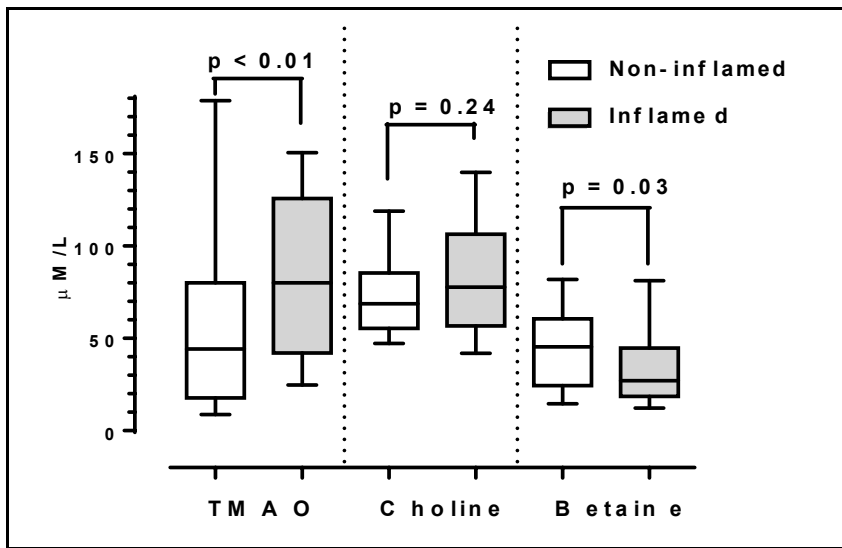 p < 0.01
Non-inflamed
Inflamed
p = 0.24
p = 0.03
150
100
50
0
μM/L
TMAO
Choline
Betaine